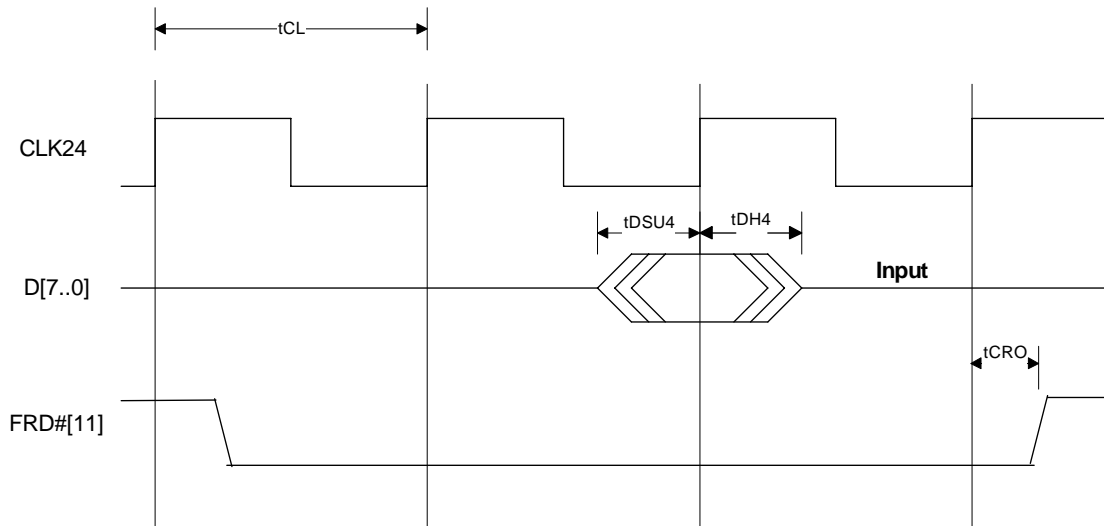 tCL
CLK24
tDSU4 tDH4
D[7..0] Input
tCRO
FRD#[11]